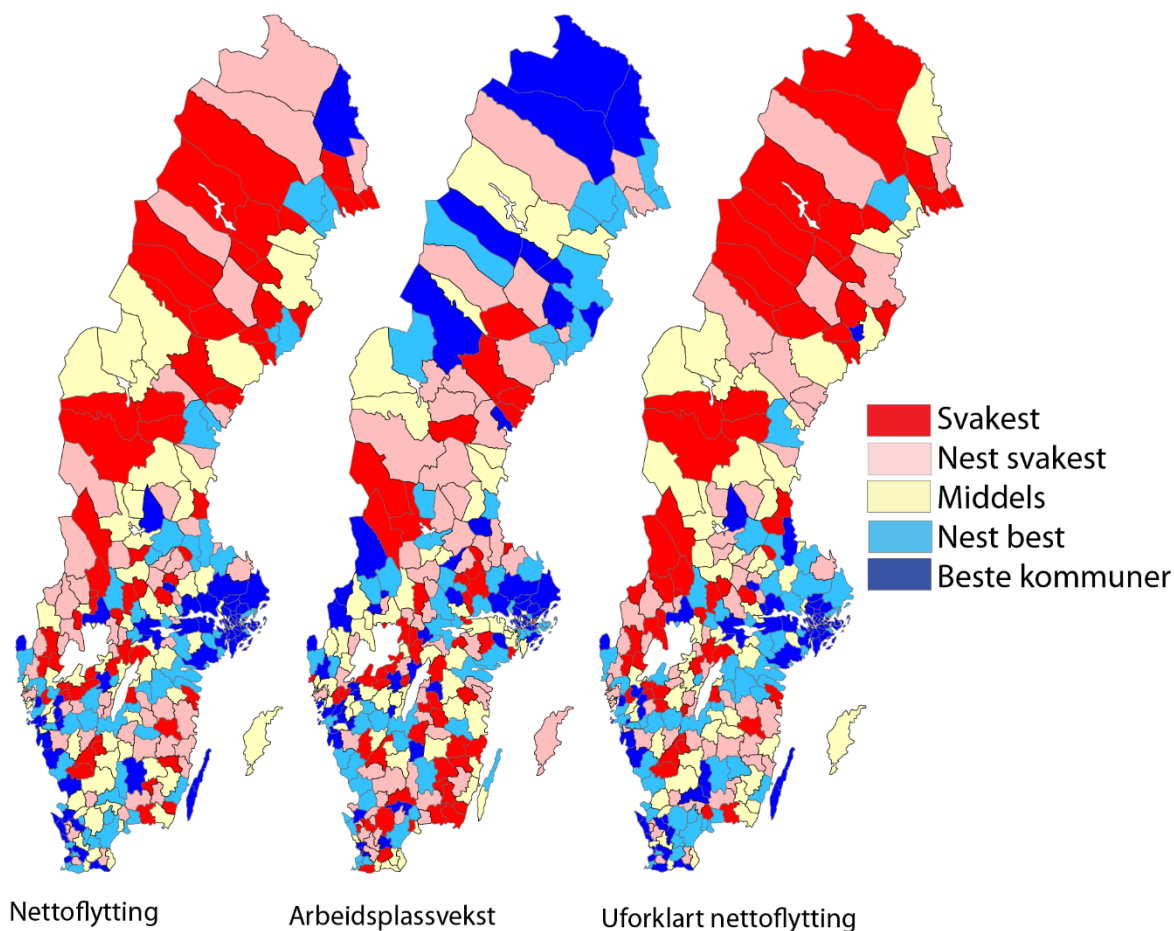 Svakest
Nest svakest
Middels
Nest best
Beste kommuner
Nettoflytting
Arbeidsplassvekst
Uforklart nettoflytting